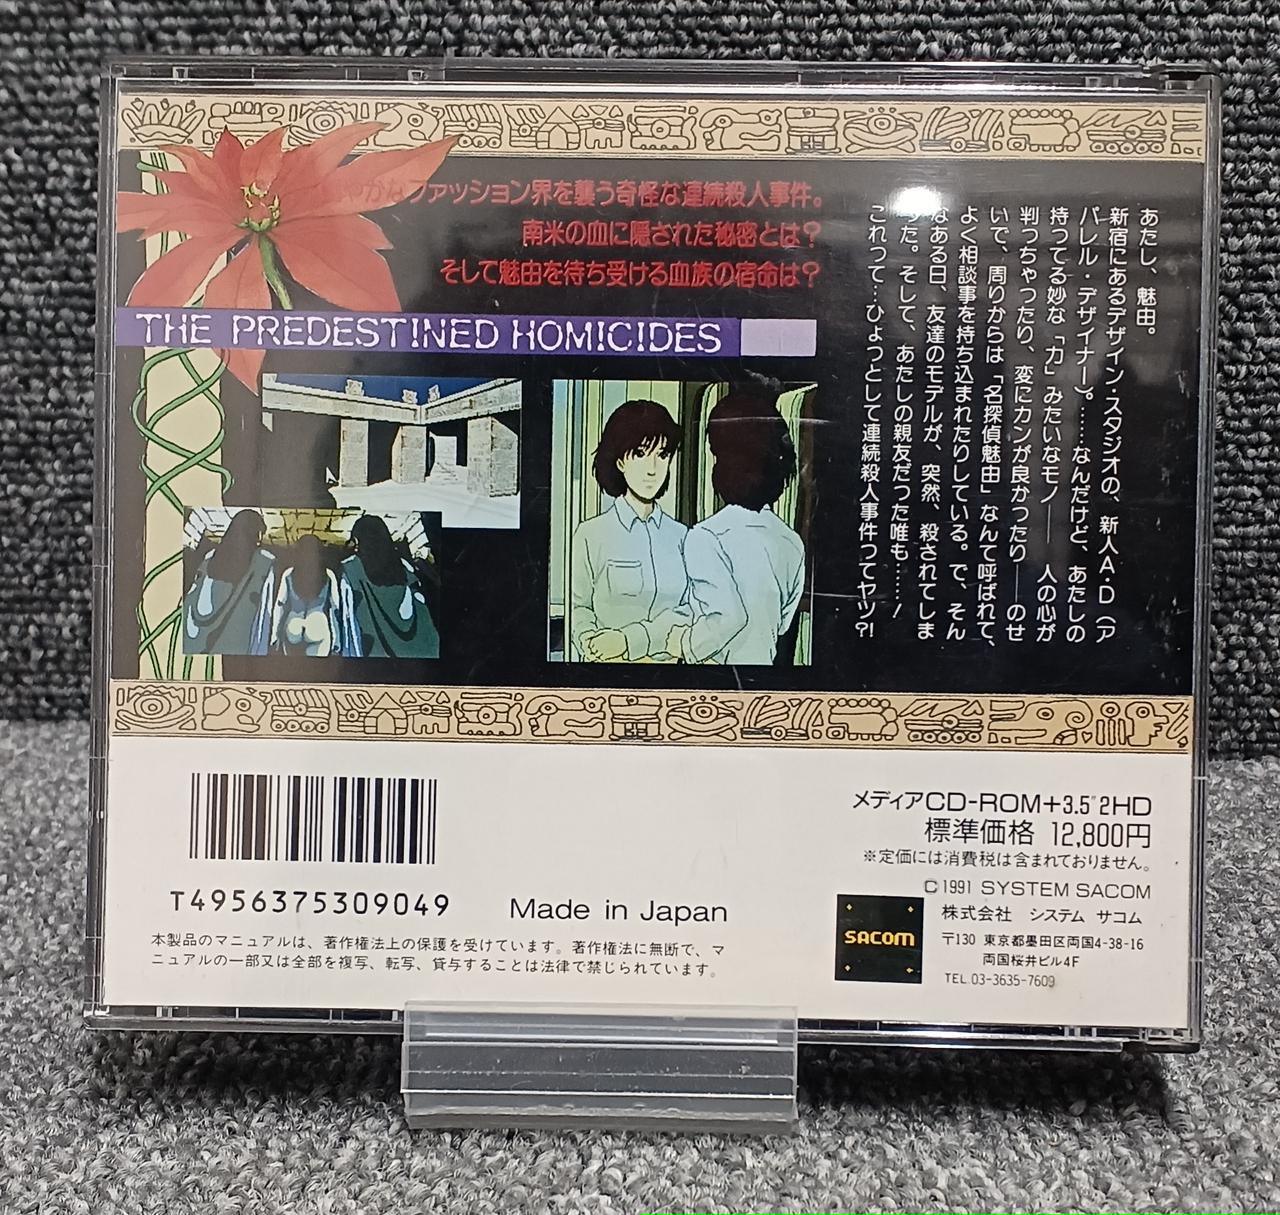 やかなファッション界を襲う奇怪な連続殺人事件。
南米の血に隠された秘密とは?
そして魅由を待ち受ける血族の宿命は?
THE PREDESTINED HOMICIDES
あたし、魅由。
新宿にあるデザイン・スタジオの、新人A・D(ア
パレル・デザイナー)。……なんだけど、あたしの
持ってる妙な「力」みたいなモノ――人の心が
判っちゃったり、変にカンが良かったり――のせ
いで、周りからは「名探偵魅由」なんて呼ばれて、
よく相談事を持ち込まれたりしている。で、そん
なある日、友達のモデルが、突然、殺されてしま
った。そして、あたしの親友だった唯も……!
これって…ひょっとして連続殺人事件つてヤツ?!
メディアCD-ROM+3.5"2HD
標準価格 12,800円
※定価には消費税は含まれておりません。
©1991 SYSTEM SACOM
SACOM
株式会社 システム サコム
〒130 東京都墨田区両国4-38-16
両国桜井ビル4F
TEL.03-3635-7609
T4956375309049
Made in Japan
本製品のマニュアルは、著作権法上の保護を受けています。著作権法に無断で、マ
ニュアルの一部又は全部を複写、転写、貸与することは法律で禁じられています。